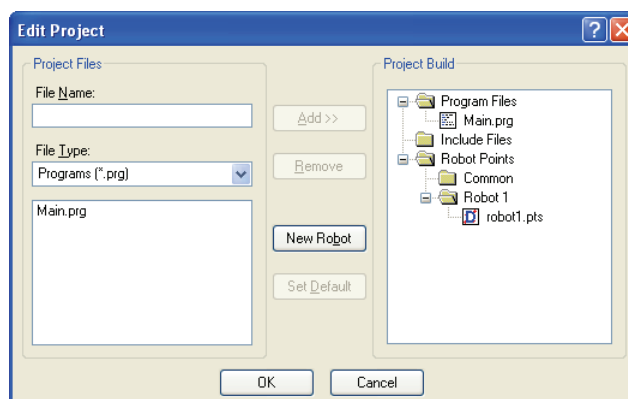 Edit Project
Project Files
File Name:
File Type:
Programs (*.prg)
Main.prg
Add >>
Remove
New Robot
Set Default
Project Build
Program Files
Main.prg
Include Files
Robot Points
Common
Robot 1
robot1.pts
OK
Cancel